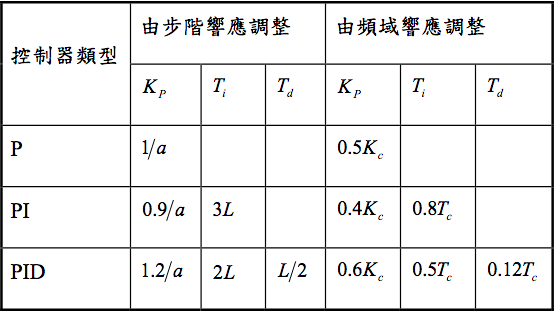 控制器類型 由步階響應調整 由頻域響應調整
K_P T_i T_d K_P T_i T_d
P 1/a 0.5K_c
PI 0.9/a 3L 0.4K_c 0.8T_c
PID 1.2/a 2L L/2 0.6K_c 0.5T_c 0.12T_c